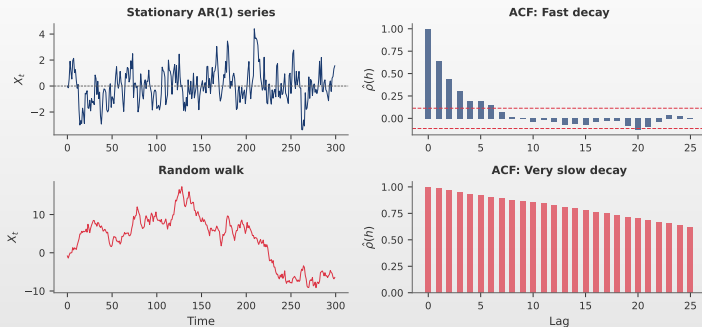 Stationary AR(1) series
ACF: Fast decay
4
2
0
−2
X_t
0 50 100 150 200 250 300
1.00
0.75
0.50
0.25
0.00
ρ̂(h)
0 5 10 15 20 25
Random walk
ACF: Very slow decay
10
0
−10
X_t
0 50 100 150 200 250 300
Time
1.00
0.75
0.50
0.25
0.00
ρ̂(h)
0 5 10 15 20 25
Lag